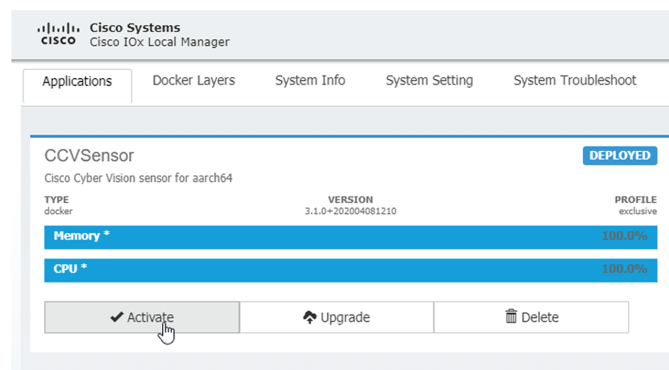 Cisco Systems
CISCO Cisco IOx Local Manager
Applications Docker Layers System Info System Setting System Troubleshoot
CCVSensor DEPLOYED
Cisco Cyber Vision sensor for aarch64
TYPE VERSION PROFILE
docker 3.1.0+202004081210 exclusive
Memory * 100.0%
CPU * 100.0%
Activate Upgrade Delete